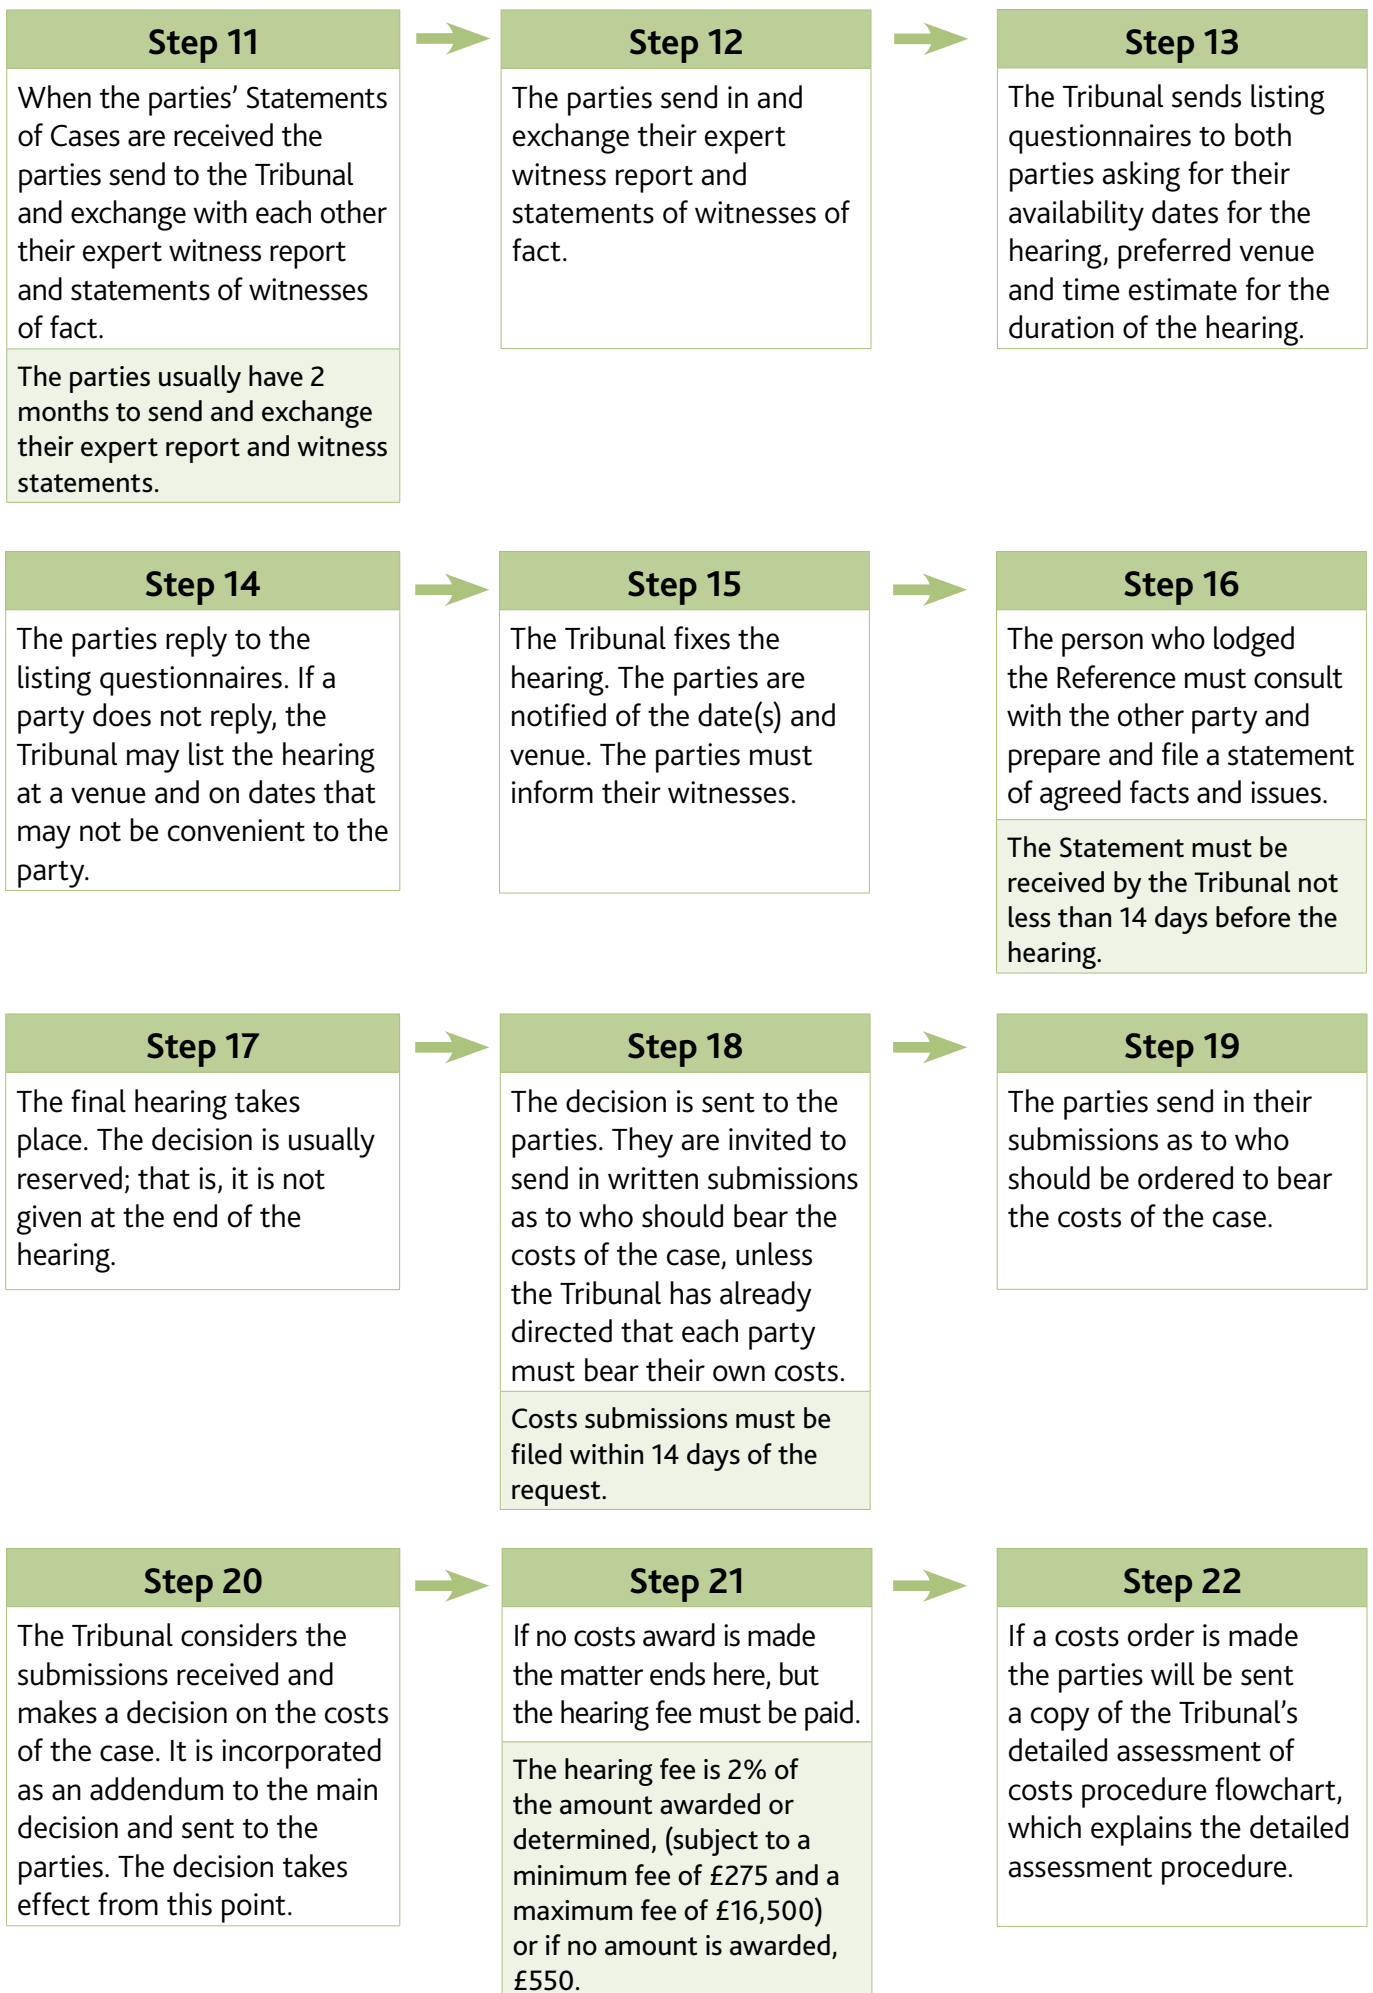 Step 11
When the parties’ Statements
of Cases are received the
parties send to the Tribunal
and exchange with each other
their expert witness report
and statements of witnesses
of fact.
The parties usually have 2
months to send and exchange
their expert report and witness
statements.
Step 12
The parties send in and
exchange their expert
witness report and
statements of witnesses of
fact.
Step 13
The Tribunal sends listing
questionnaires to both
parties asking for their
availability dates for the
hearing, preferred venue
and time estimate for the
duration of the hearing.
Step 14
The parties reply to the
listing questionnaires. If a
party does not reply, the
Tribunal may list the hearing
at a venue and on dates that
may not be convenient to the
party.
Step 15
The Tribunal fixes the
hearing. The parties are
notified of the date(s) and
venue. The parties must
inform their witnesses.
Step 16
The person who lodged
the Reference must consult
with the other party and
prepare and file a statement
of agreed facts and issues.
The Statement must be
received by the Tribunal not
less than 14 days before the
hearing.
Step 17
The final hearing takes
place. The decision is usually
reserved; that is, it is not
given at the end of the
hearing.
Step 18
The decision is sent to the
parties. They are invited to
send in written submissions
as to who should bear the
costs of the case, unless
the Tribunal has already
directed that each party
must bear their own costs.
Costs submissions must be
filed within 14 days of the
request.
Step 19
The parties send in their
submissions as to who
should be ordered to bear
the costs of the case.
Step 20
The Tribunal considers the
submissions received and
makes a decision on the costs
of the case. It is incorporated
as an addendum to the main
decision and sent to the
parties. The decision takes
effect from this point.
Step 21
If no costs award is made
the matter ends here, but
the hearing fee must be paid.
The hearing fee is 2% of
the amount awarded or
determined, (subject to a
minimum fee of £275 and a
maximum fee of £16,500)
or if no amount is awarded,
£550.
Step 22
If a costs order is made
the parties will be sent
a copy of the Tribunal’s
detailed assessment of
costs procedure flowchart,
which explains the detailed
assessment procedure.